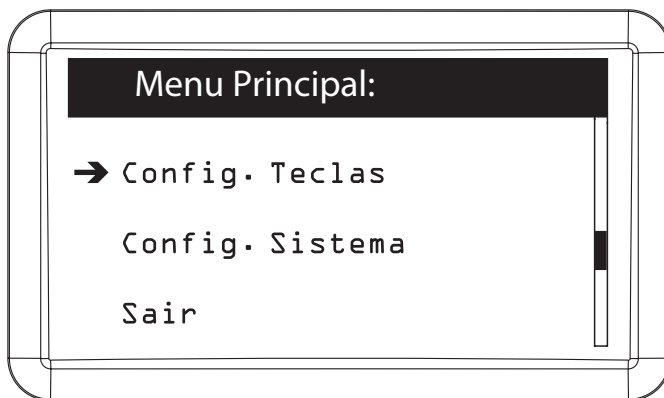 Menu Principal:
➔ Config. Teclas
Config. Sistema
Sair